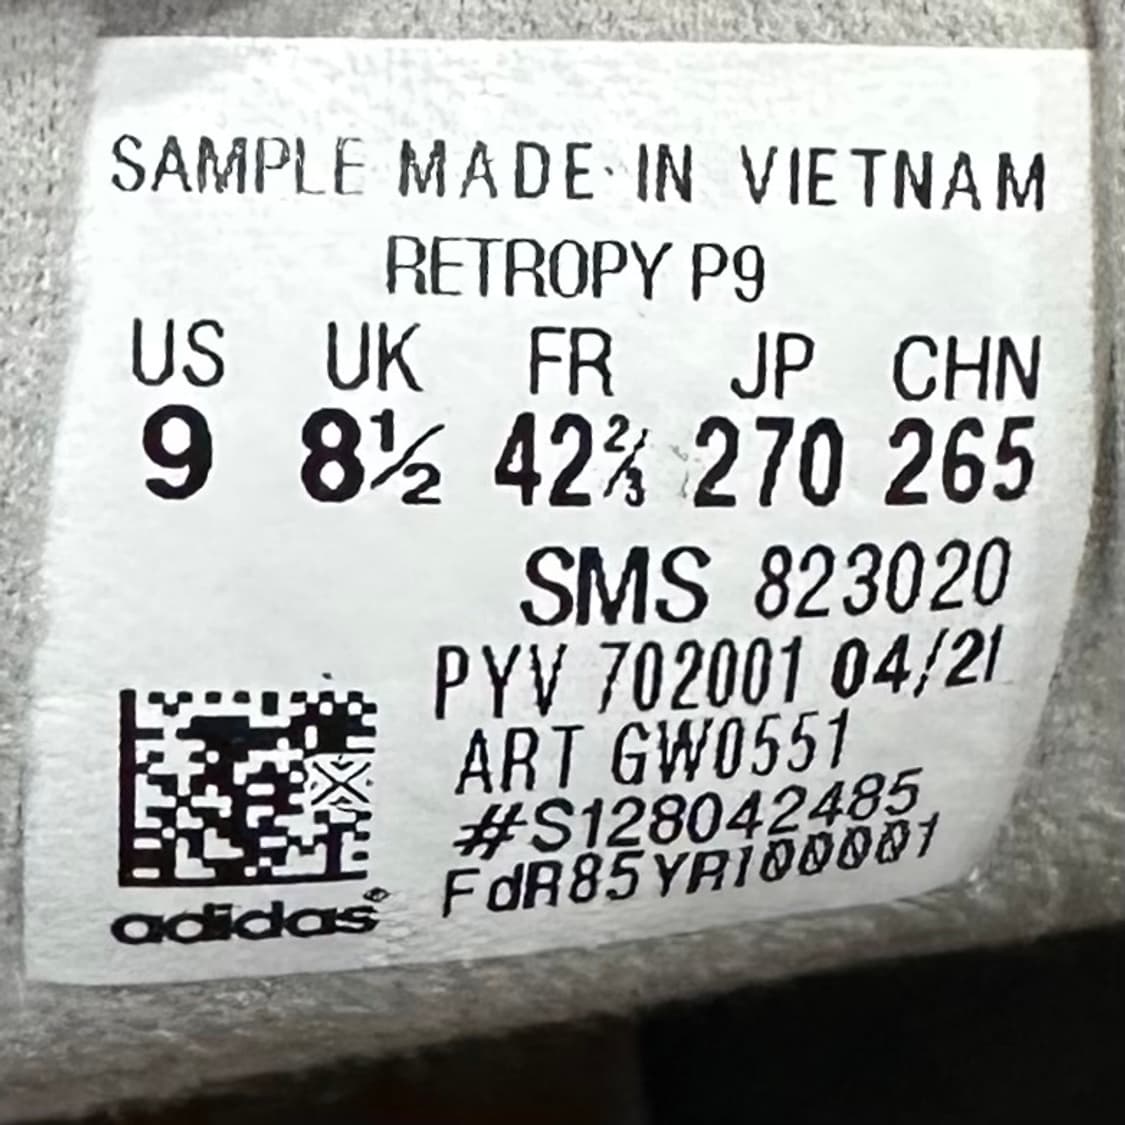 SAMPLE MADE IN VIETNAM
RETROPY P9
US UK FR JP CHN
9 8½ 42⅔ 270 265
SMS 823020
PYV 702001 04/21
ART GW0551
#S128042485
FdR85YRI000001
adidas®